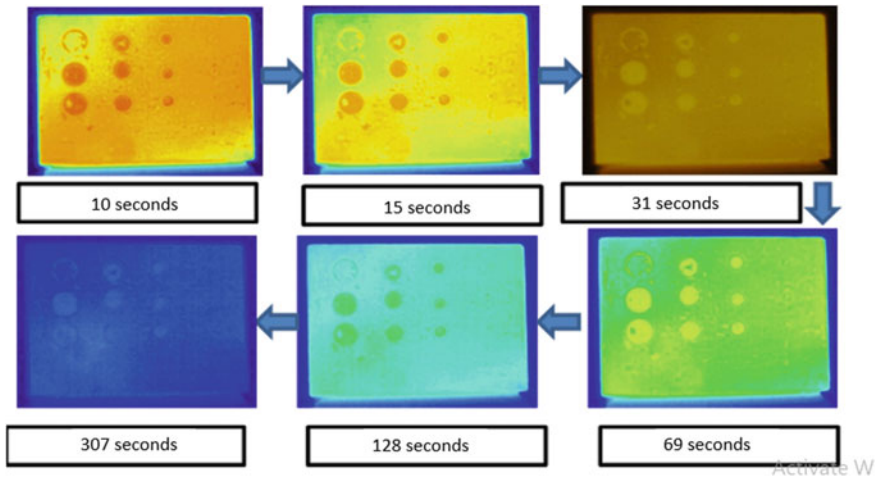 10 seconds
15 seconds
31 seconds
307 seconds
128 seconds
69 seconds
Activate W